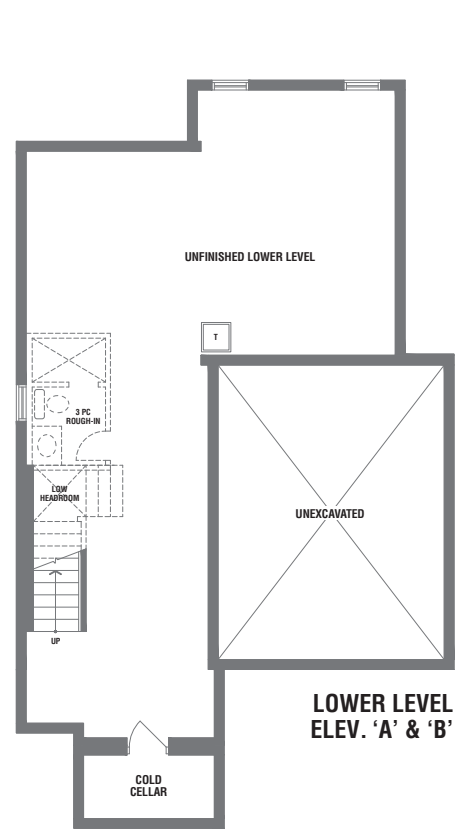 UNFINISHED LOWER LEVEL
T
3 PC
ROUGH-IN
LOW
HEADROOM
UNEXCAVATED
UP
LOWER LEVEL
ELEV. ‘A’ & ‘B’
COLD
CELLAR